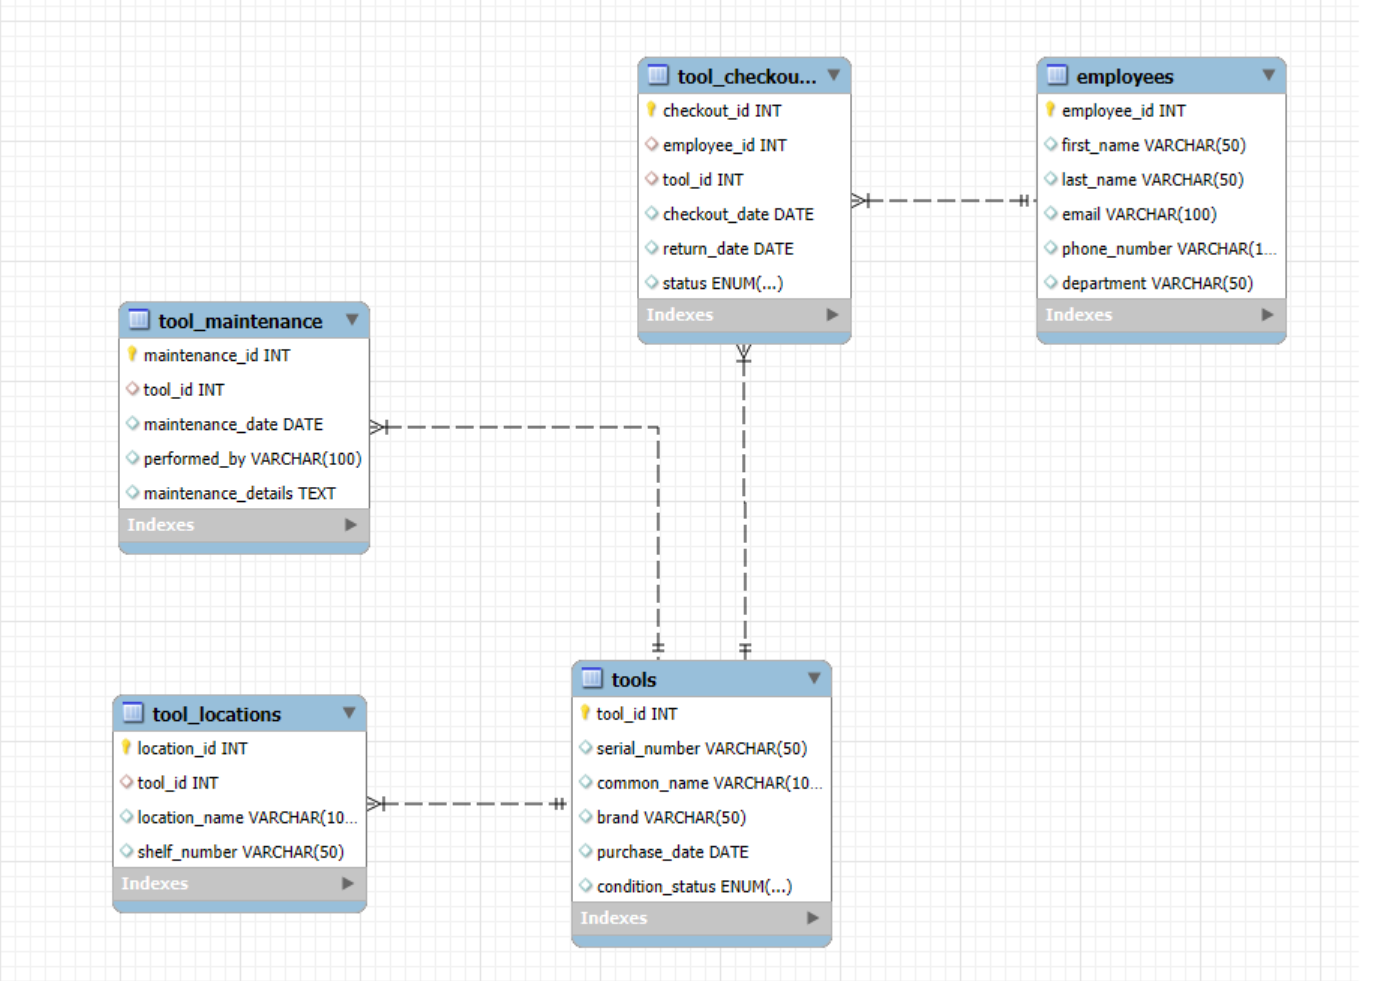 tool_checkou...
checkout_id INT
employee_id INT
tool_id INT
checkout_date DATE
return_date DATE
status ENUM(...)
Indexes
employees
employee_id INT
first_name VARCHAR(50)
last_name VARCHAR(50)
email VARCHAR(100)
phone_number VARCHAR(1...
department VARCHAR(50)
Indexes
tool_maintenance
maintenance_id INT
tool_id INT
maintenance_date DATE
performed_by VARCHAR(100)
maintenance_details TEXT
Indexes
tool_locations
location_id INT
tool_id INT
location_name VARCHAR(10...
shelf_number VARCHAR(50)
Indexes
tools
tool_id INT
serial_number VARCHAR(50)
common_name VARCHAR(10...
brand VARCHAR(50)
purchase_date DATE
condition_status ENUM(...)
Indexes